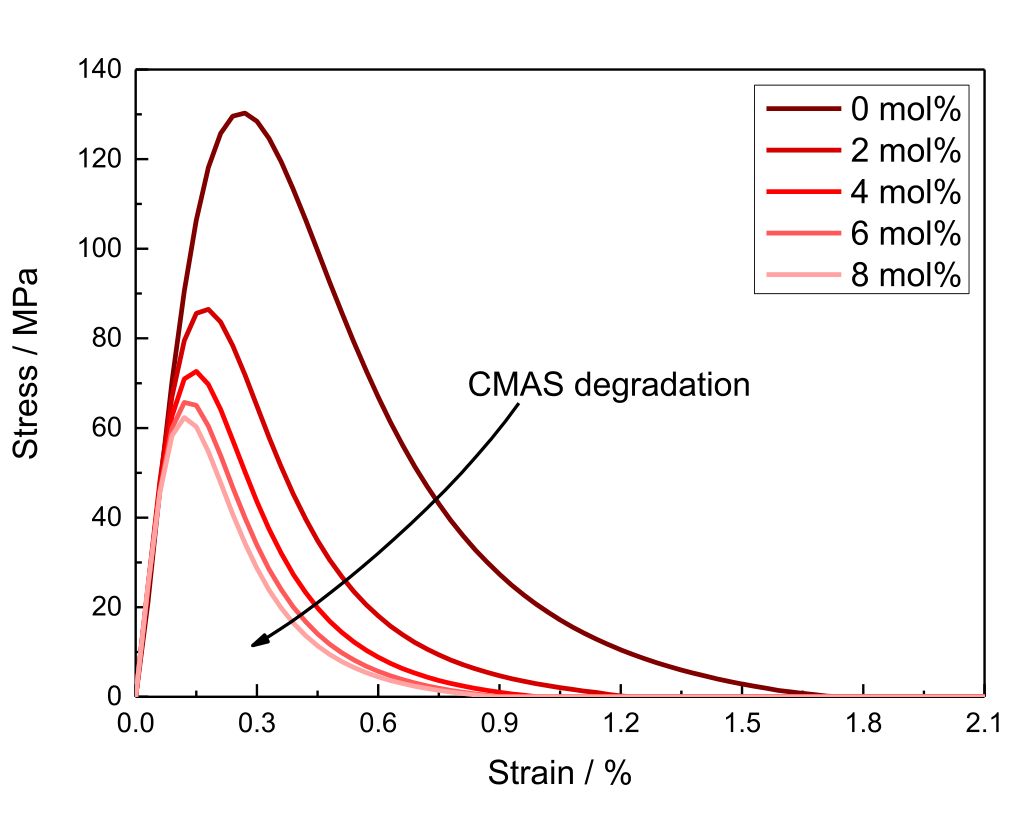 140
120
100
80
60
40
20
0
0.0 0.3 0.6 0.9 1.2 1.5 1.8 2.1
Stress / MPa
Strain / %
0 mol%
2 mol%
4 mol%
6 mol%
8 mol%
CMAS degradation